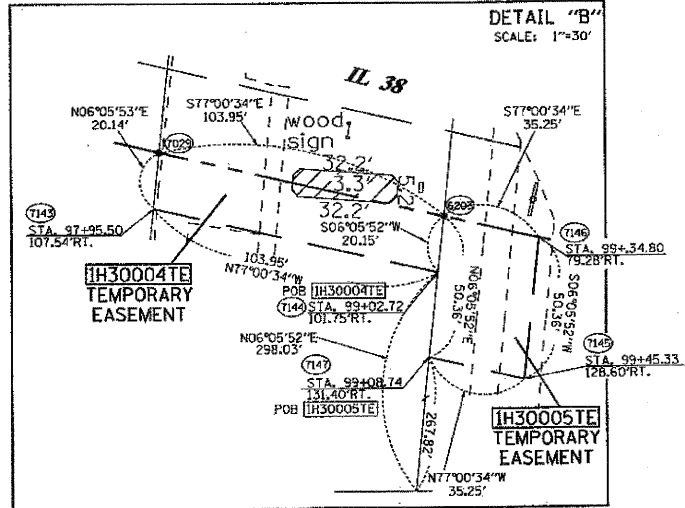 DETAIL "B"
SCALE: 1"=30'
IL 38
N06°05'53"E
20.14'
S77°00'34"E
103.95'
S77°00'34"E
35.25'
wood
sign
7029
32.2'
3.3'
32.2'
S06°05'52"W
20.15'
7143
STA. 97+95.50
107.54'RT.
7146
STA. 99+34.80
79.28'RT.
1H30004TE
TEMPORARY
EASEMENT
103.95'
N77°00'34"W
POB 1H30004TE
7144 STA. 99+02.72
101.75'RT.
N06°05'52"E
50.36'
S06°05'52"W
50.36'
N06°05'52"E
298.03'
7147
STA. 99+08.74
131.40'RT.
POB 1H30005TE
7145
STA. 99+45.33
128.60'RT.
1H30005TE
TEMPORARY
EASEMENT
267.82'
N77°00'34"W
35.25'